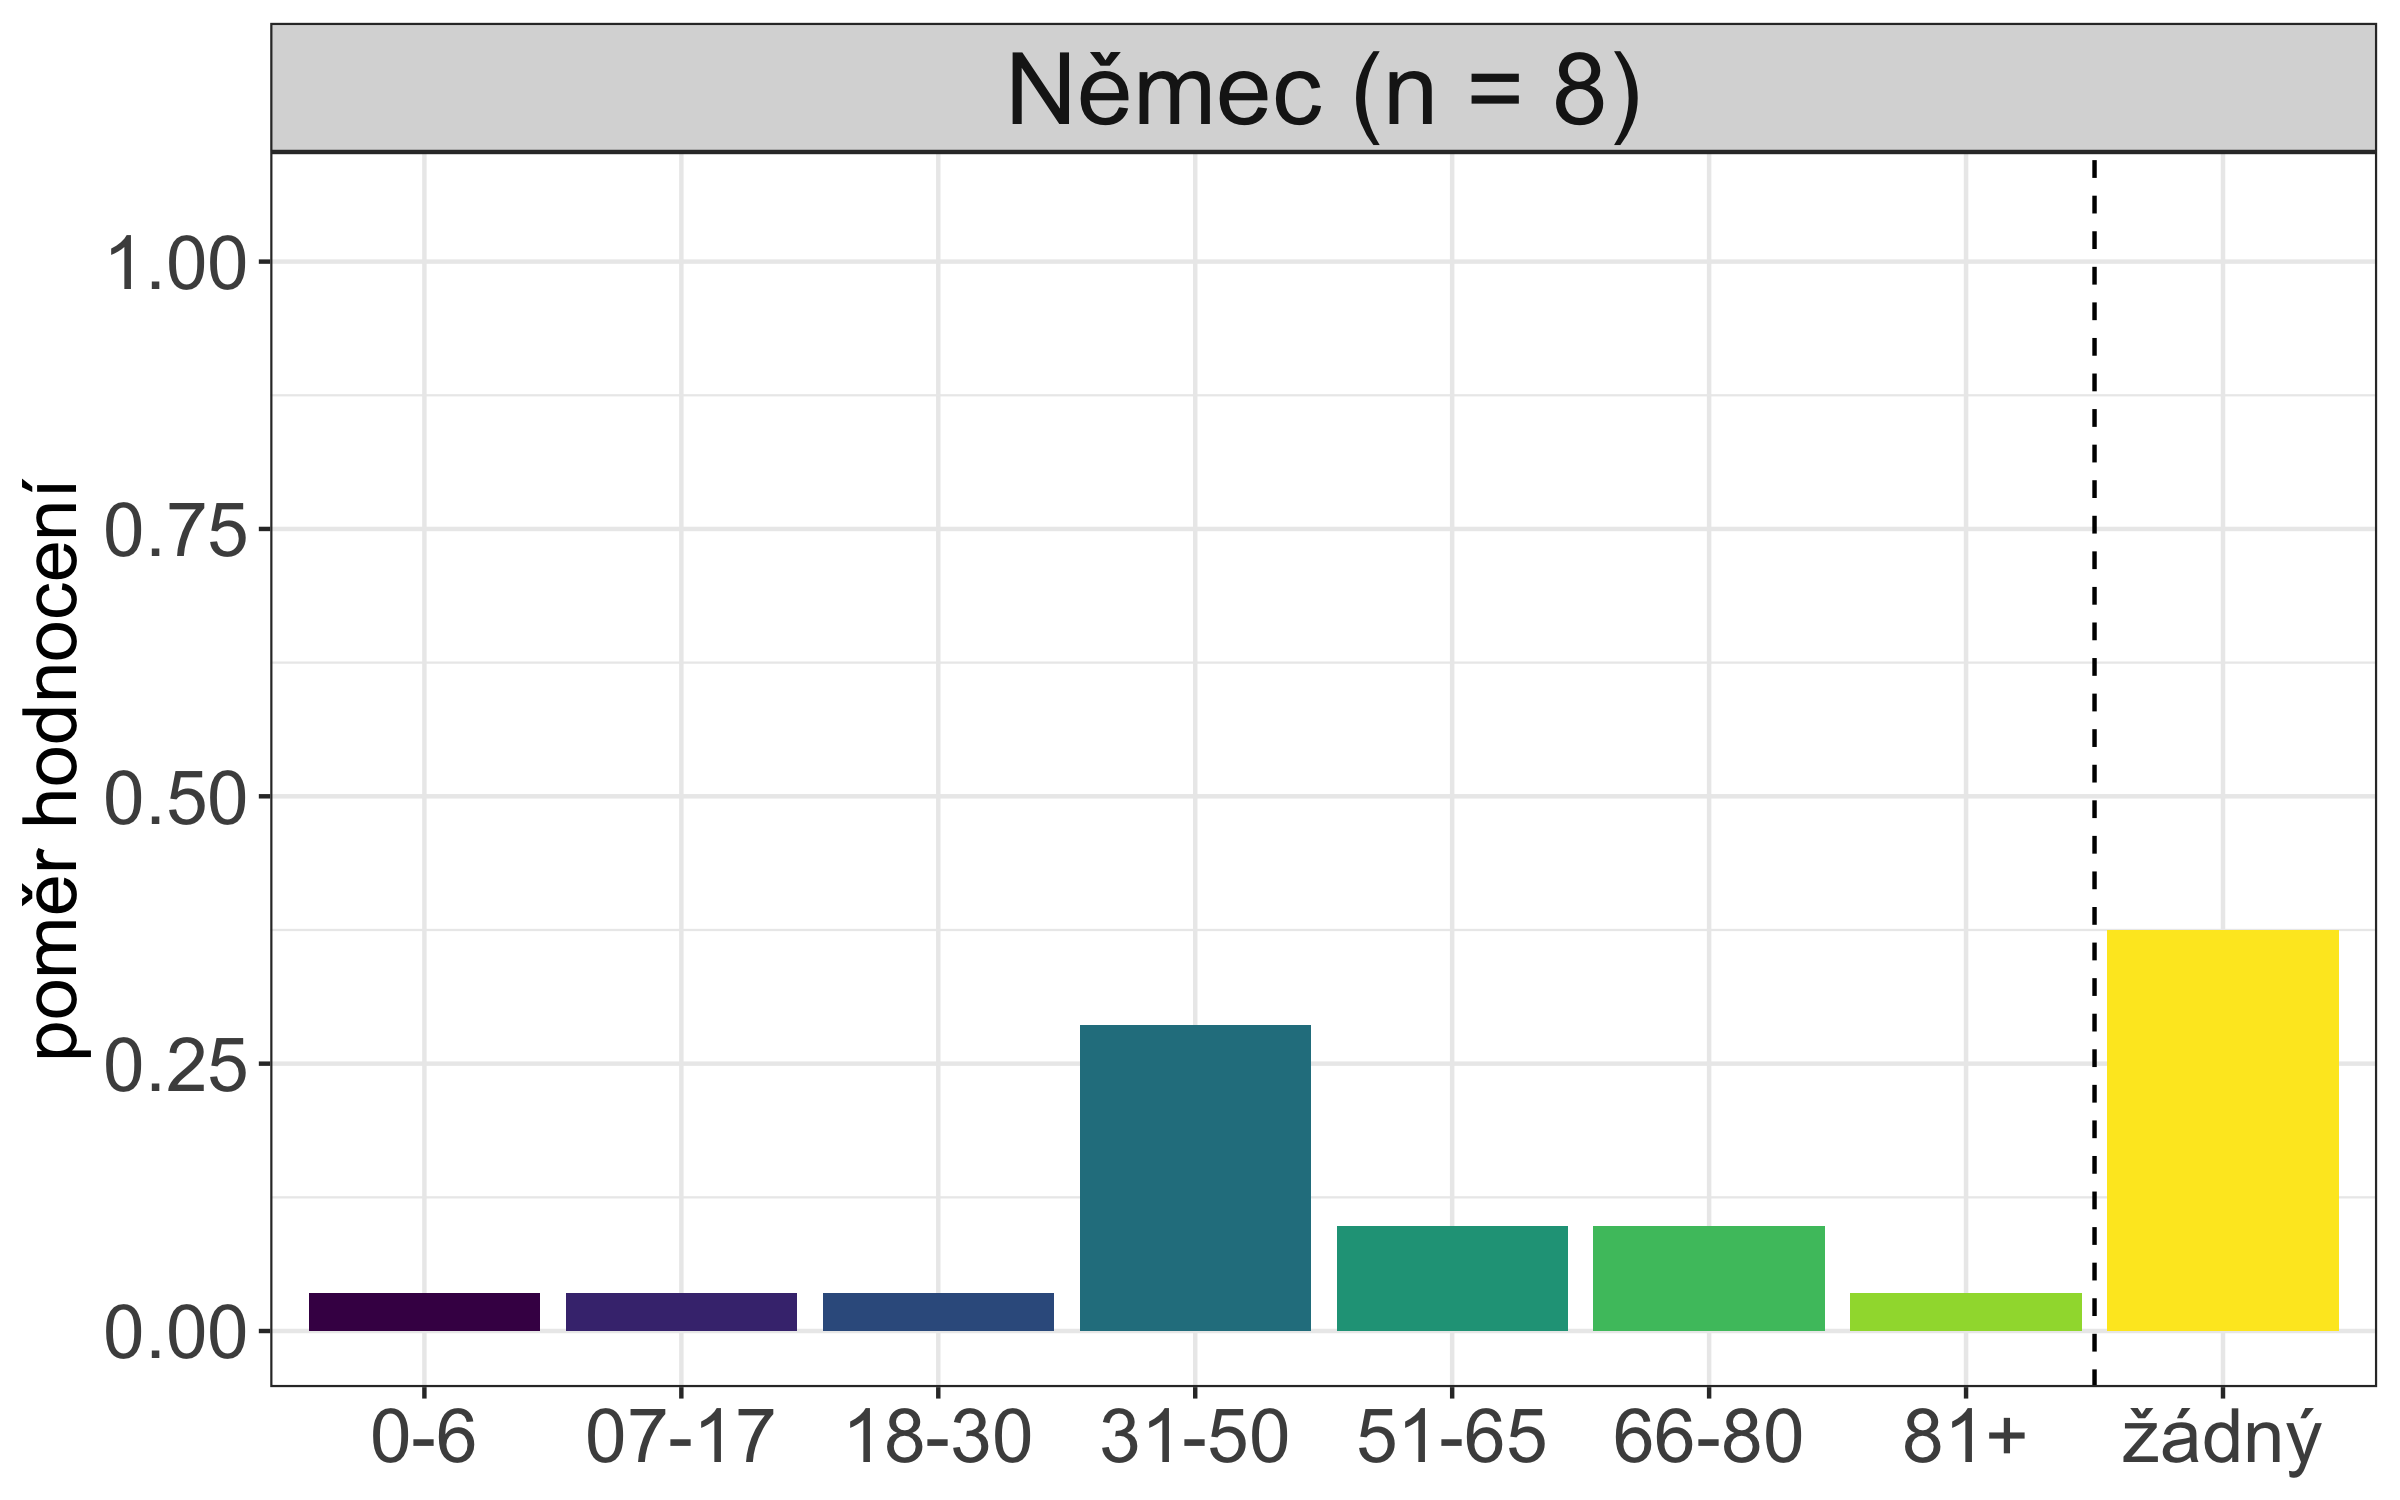 Němec (n = 8)
poměr hodnocení
1.00
0.75
0.50
0.25
0.00
0-6 07-17 18-30 31-50 51-65 66-80 81+ žádný